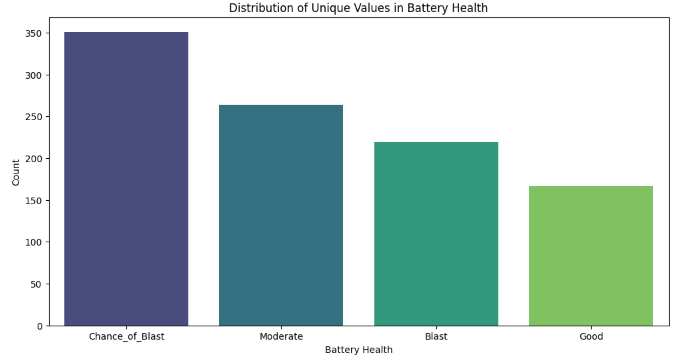 Distribution of Unique Values in Battery Health
350
300
250
200
150
100
50
0
Count
Chance_of_Blast
Moderate
Blast
Good
Battery Health